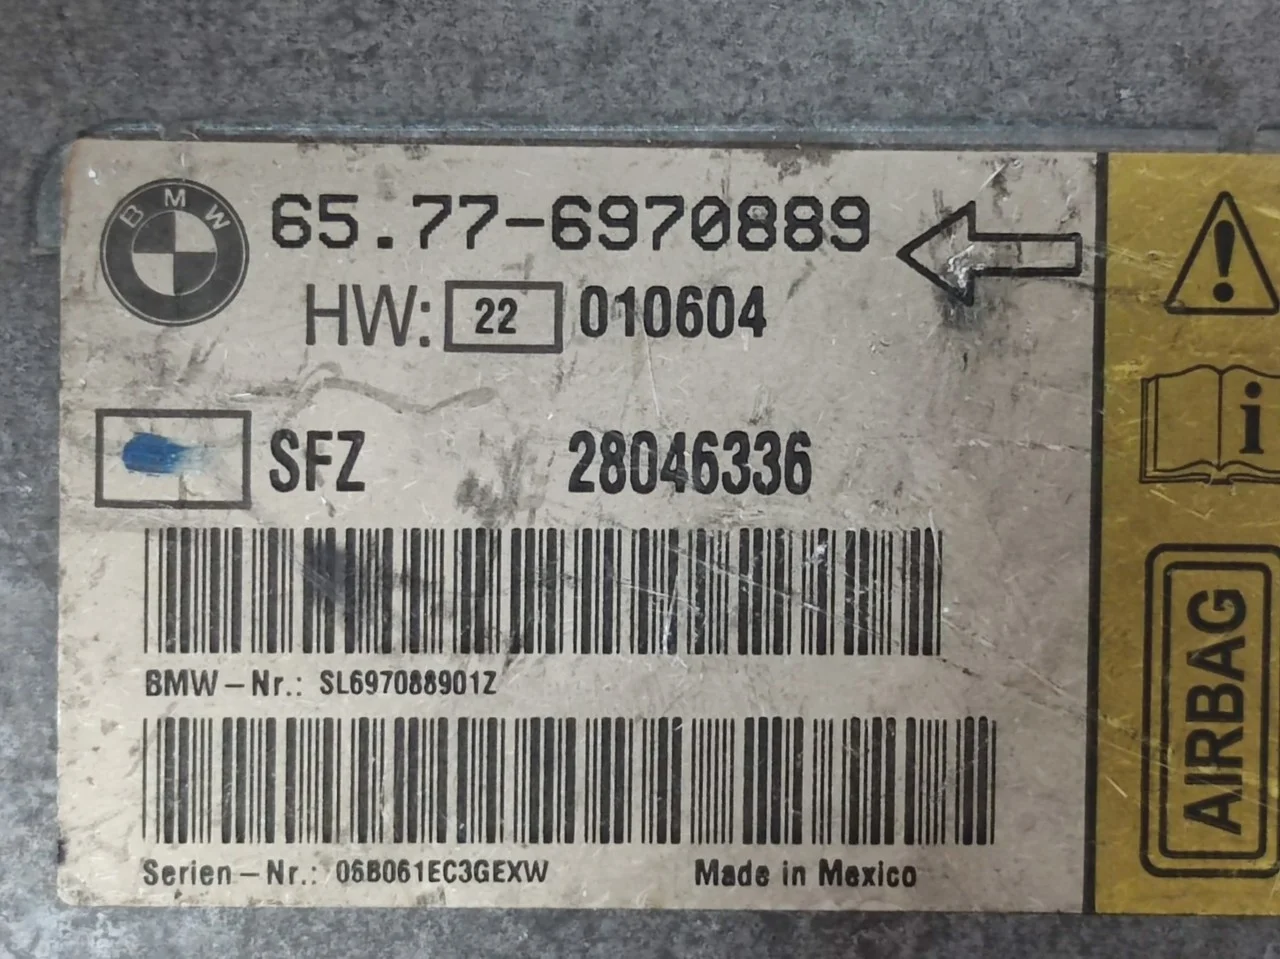 BMW
65.77-6970889
HW: 22 010604
SFZ 28046336
BMW-Nr.: SL697088901Z
Serien-Nr.: 06B061EC3GEXW Made in Mexico
!
i
AIRBAG